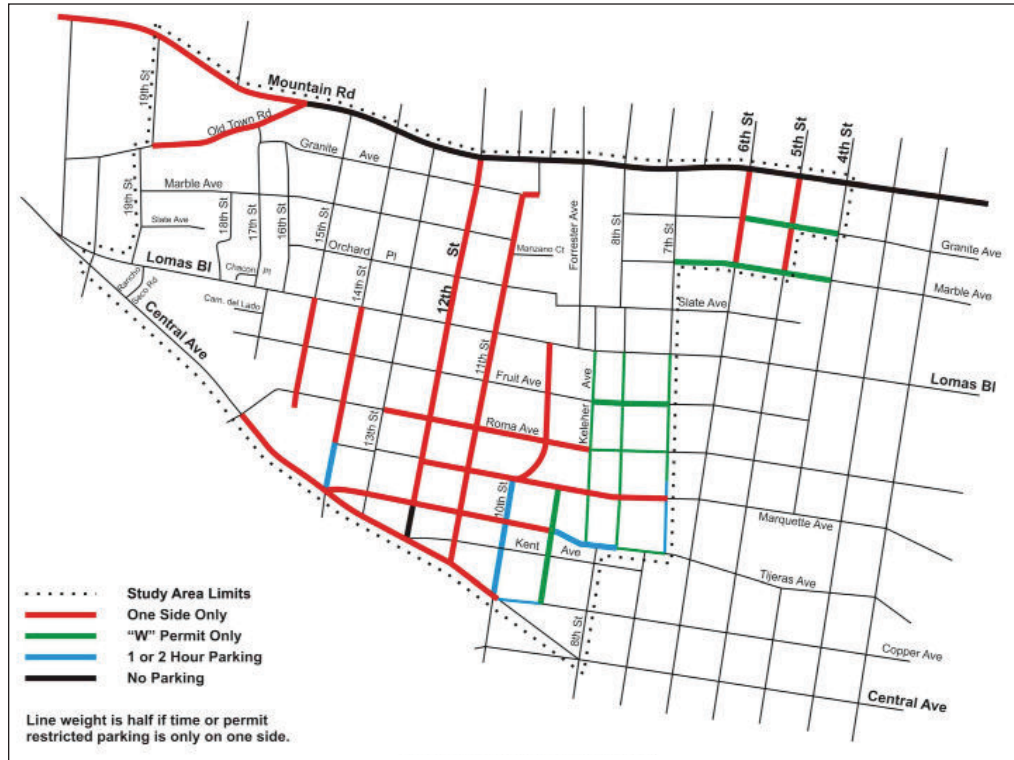 Mountain Rd
19th St
Old Town Rd
Granite Ave
6th St
5th St
4th St
Marble Ave
19th St
Slate Ave
18th St
17th St
16th St
15th St
Orchard Pl
12th St
Manzano Ct
Forrester Ave
8th St
7th St
Granite Ave
Marble Ave
Lomas Bl
Chacon Pl
Rancho
Seco Rd
Cam. del Lado
14th St
Slate Ave
Central Ave
11th St
Fruit Ave
Keleher Ave
Lomas Bl
13th St
Roma Ave
10th St
Marquette Ave
Kent Ave
Tijeras Ave
8th St
Copper Ave
Central Ave
Study Area Limits
One Side Only
“W” Permit Only
1 or 2 Hour Parking
No Parking
Line weight is half if time or permit
restricted parking is only on one side.